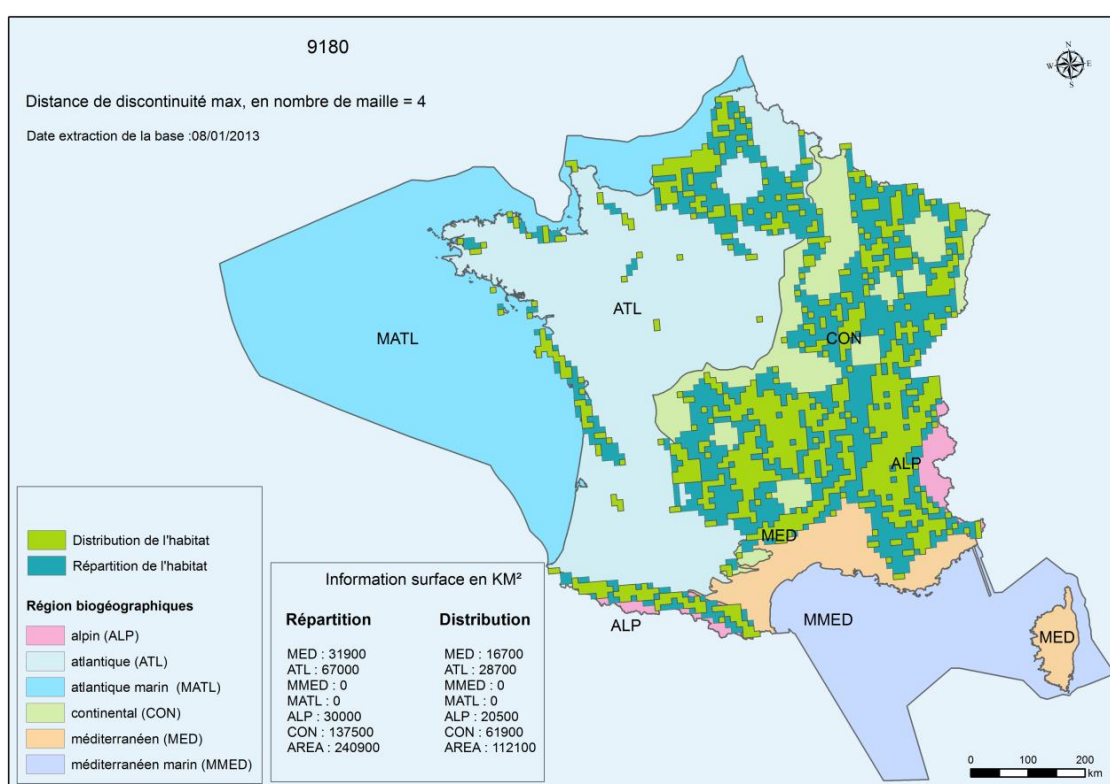 9180
Distance de discontinuité max, en nombre de maille = 4
Date extraction de la base :08/01/2013
N
W E
S
MATL
ATL
CON
ALP
MED
ALP
MMED
MED
Distribution de l'habitat
Répartition de l'habitat
Région biogéographiques
alpin (ALP)
atlantique (ATL)
atlantique marin (MATL)
continental (CON)
méditerranéen (MED)
méditerranéen marin (MMED)
Information surface en KM²
Répartition Distribution
MED : 31900 MED : 16700
ATL : 67000 ATL : 28700
MMED : 0 MMED : 0
MATL : 0 MATL : 0
ALP : 30000 ALP : 20500
CON : 137500 CON : 61900
AREA : 240900 AREA : 112100
0 100 200
km